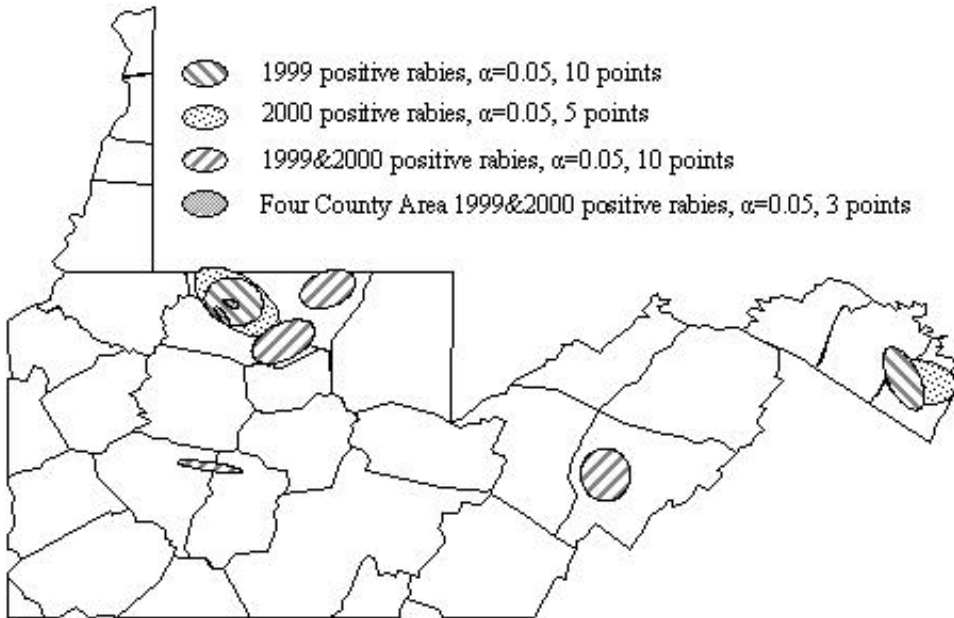 1999 positive rabies, α=0.05, 10 points
2000 positive rabies, α=0.05, 5 points
1999&2000 positive rabies, α=0.05, 10 points
Four County Area 1999&2000 positive rabies, α=0.05, 3 points